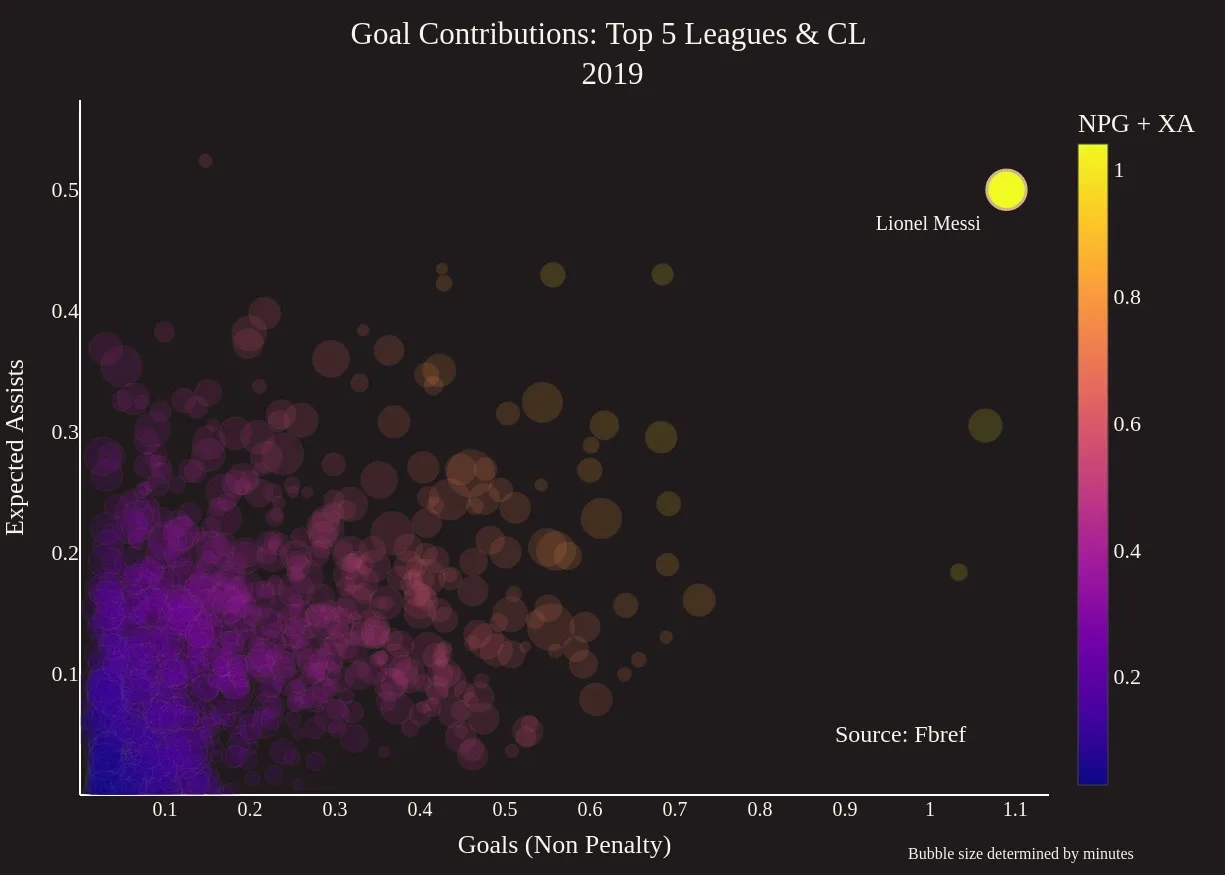 Goal Contributions: Top 5 Leagues & CL
2019
NPG + XA
1
0.8
0.6
0.4
0.2
Expected Assists
0.5
0.4
0.3
0.2
0.1
Lionel Messi
Source: Fbref
0.1 0.2 0.3 0.4 0.5 0.6 0.7 0.8 0.9 1 1.1
Goals (Non Penalty)
Bubble size determined by minutes